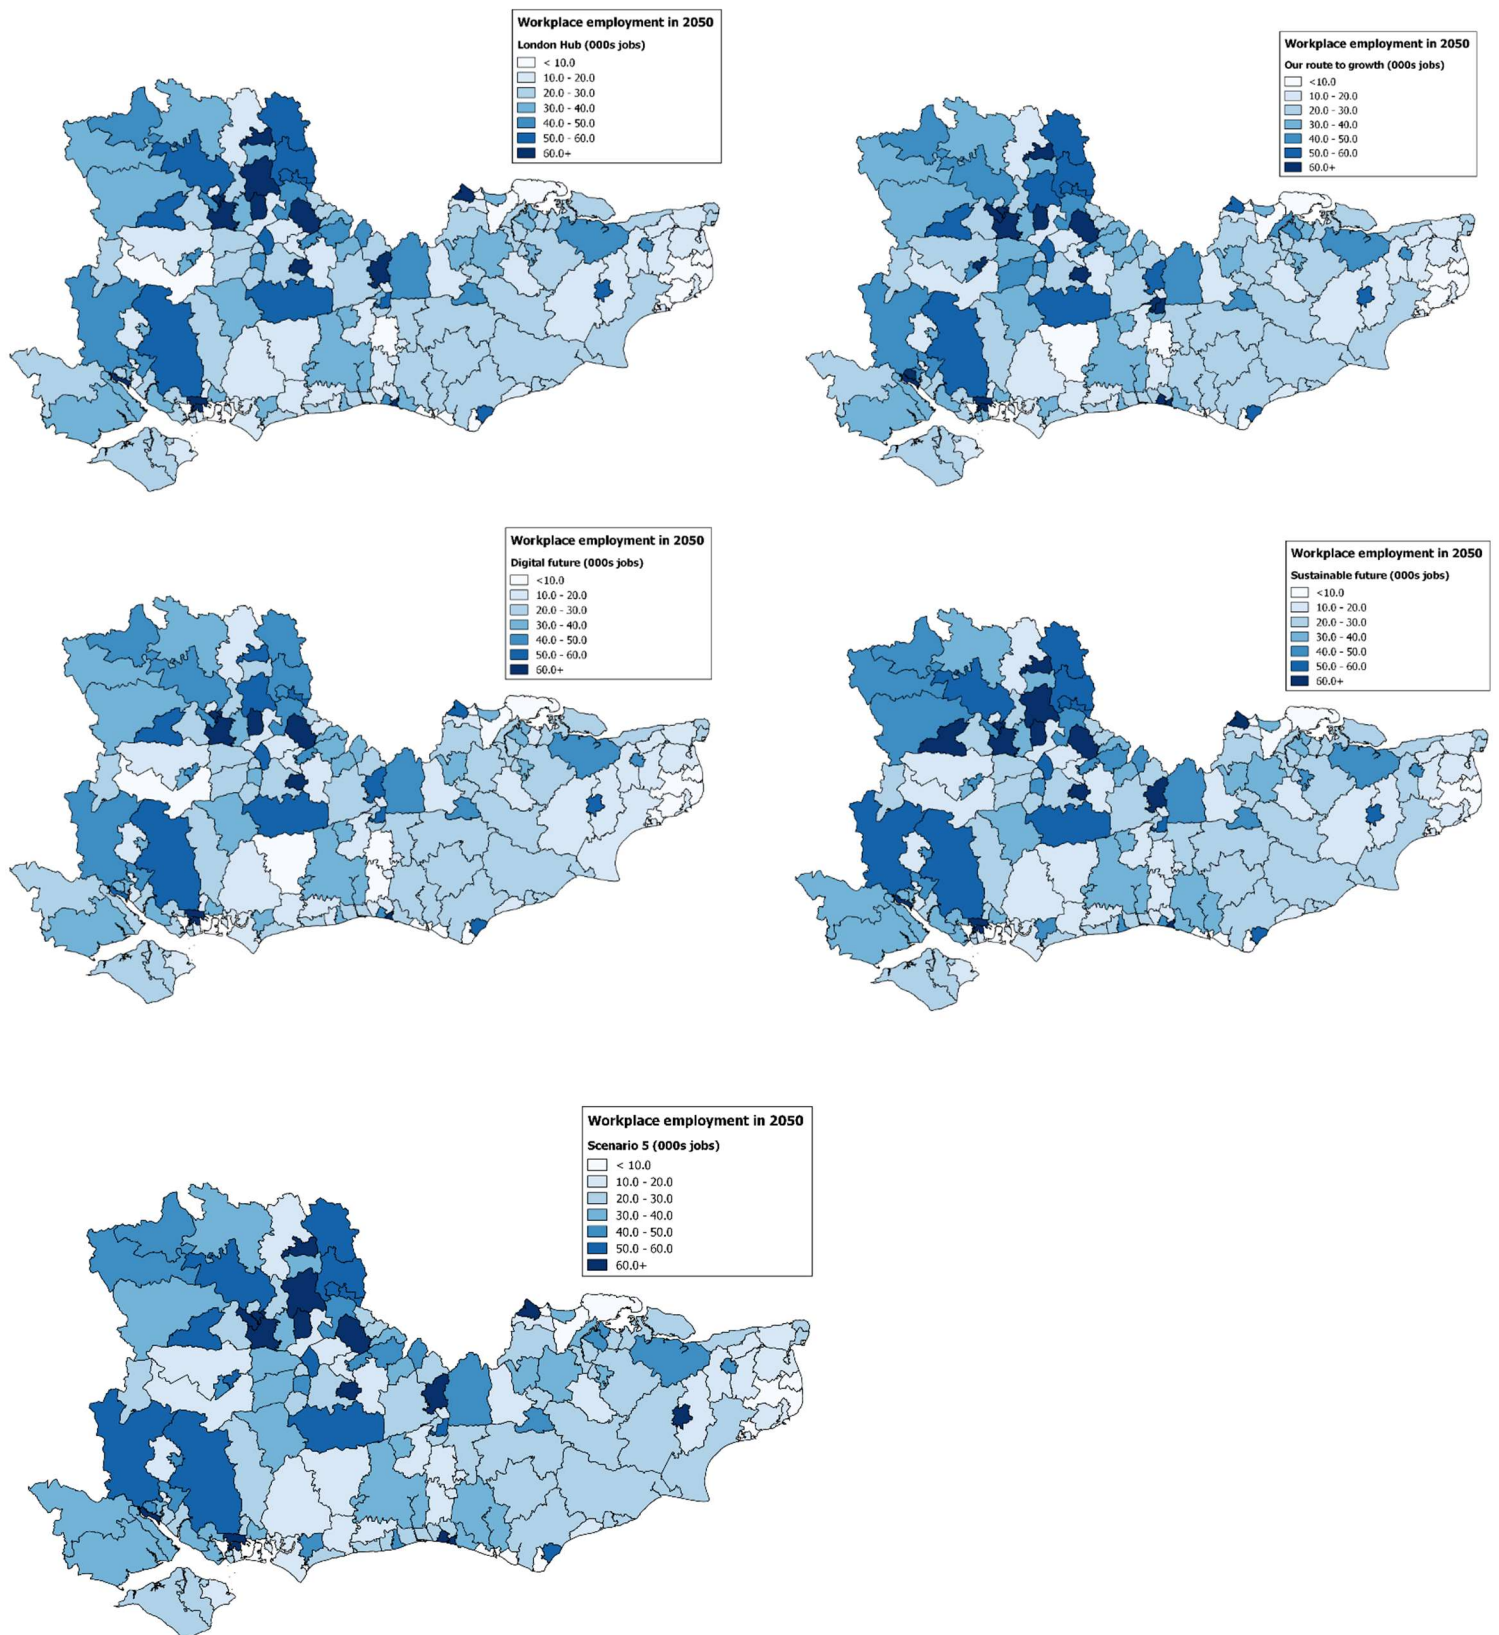 Workplace employment in 2050
London Hub (000s jobs)
< 10.0
10.0 - 20.0
20.0 - 30.0
30.0 - 40.0
40.0 - 50.0
50.0 - 60.0
60.0+
Workplace employment in 2050
Our route to growth (000s jobs)
<10.0
10.0 - 20.0
20.0 - 30.0
30.0 - 40.0
40.0 - 50.0
50.0 - 60.0
60.0+
Workplace employment in 2050
Digital future (000s jobs)
<10.0
10.0 - 20.0
20.0 - 30.0
30.0 - 40.0
40.0 - 50.0
50.0 - 60.0
60.0+
Workplace employment in 2050
Sustainable future (000s jobs)
<10.0
10.0 - 20.0
20.0 - 30.0
30.0 - 40.0
40.0 - 50.0
50.0 - 60.0
60.0+
Workplace employment in 2050
Scenario 5 (000s jobs)
< 10.0
10.0 - 20.0
20.0 - 30.0
30.0 - 40.0
40.0 - 50.0
50.0 - 60.0
60.0+